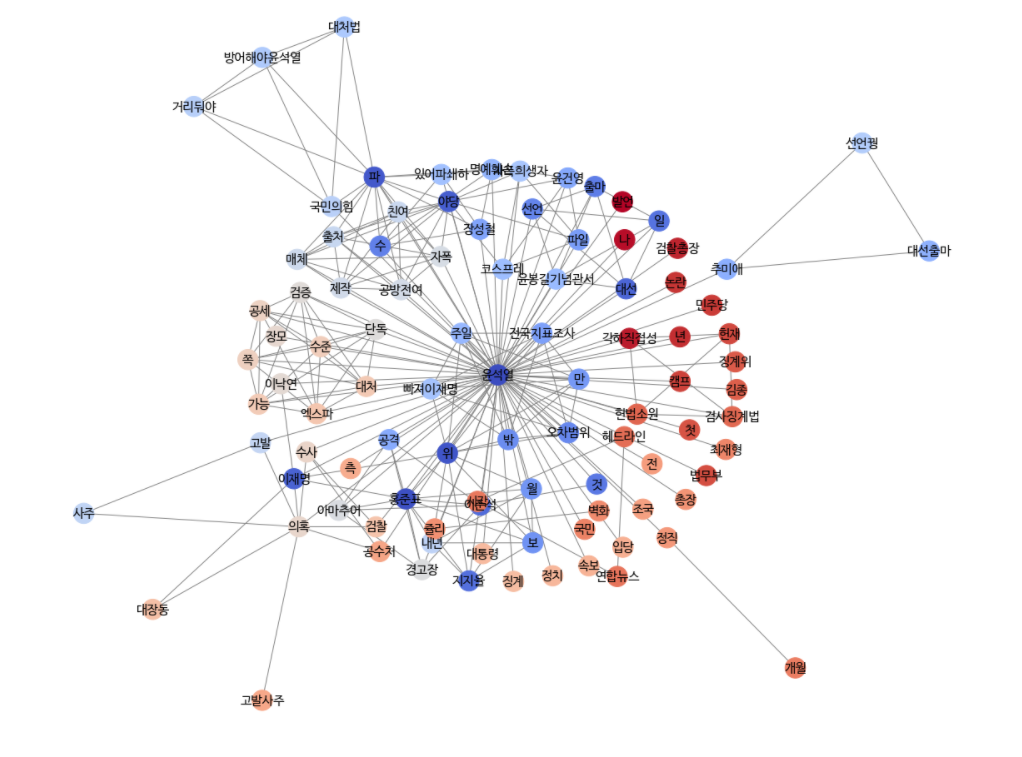 대처법
방어해야윤석열
거리둬야
선언꿩
파
있어파쇄하
명예훼손
자폭희생자
윤건영
출마
발언
국민의힘
친여
야당
선언
일
출처
수
장성철
파일
나
검찰총장
대선출마
매체
자폭
코스프레
윤봉길기념관서
추미애
제작
공방전여
대선
논란
검증
민주당
공세
장모
단독
주일
전국지표조사
각하직접성
년
헌재
수준
쪽
징계위
이낙연
대처
빠져이재명
윤석열
만
캠프
김종
가능
엑스파
헌법소원
검사징계법
고발
공격
밖
오차범위
헤드라인
첫
수사
위
최재형
측
전
이재명
법무부
홍준표
월
것
총장
사주
아마추어
이준석
벽화
조국
의혹
검찰
쥴리
국민
내년
보
입당
정직
공수처
대통령
경고장
지지율
징계
정치
속보
연합뉴스
대장동
개월
고발사주